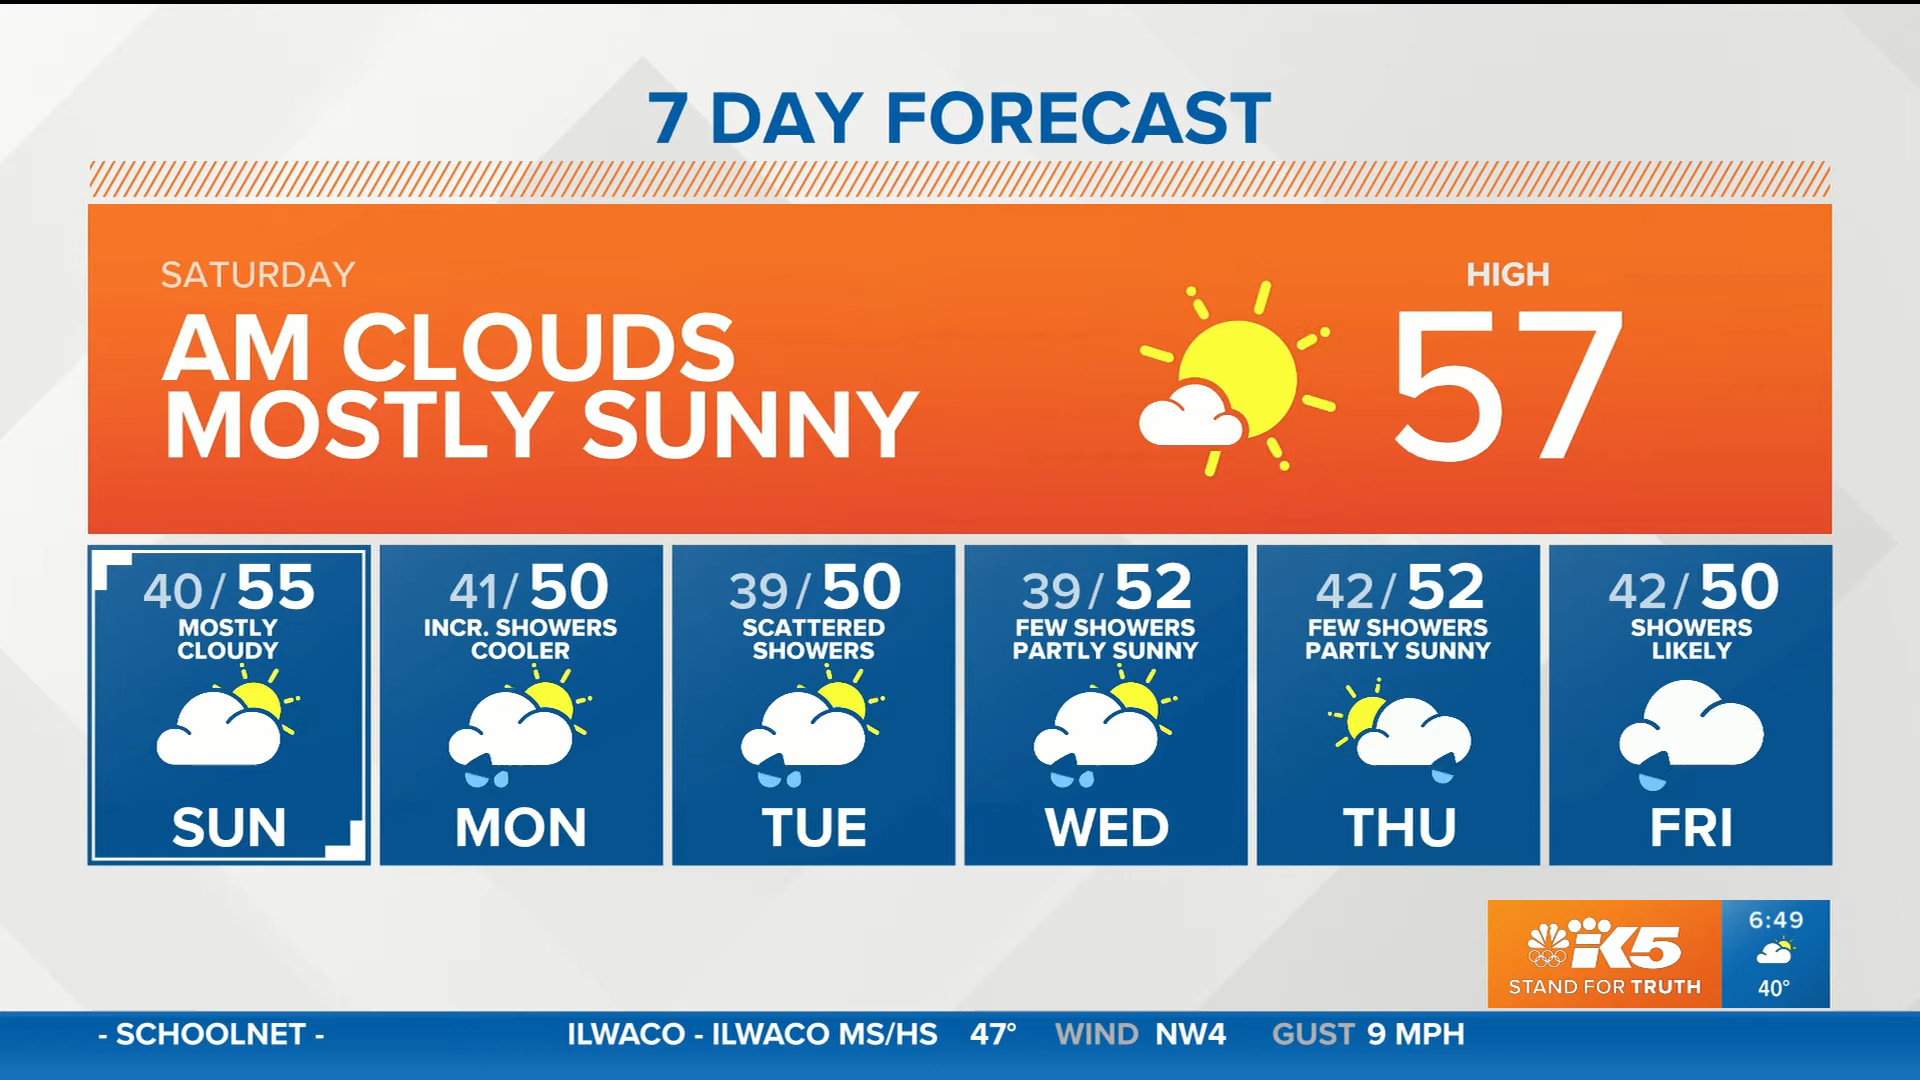 7 DAY FORECAST
SATURDAY
AM CLOUDS
MOSTLY SUNNY
HIGH
57
40/55
MOSTLY
CLOUDY
SUN
41/50
INCR. SHOWERS
COOLER
MON
39/50
SCATTERED
SHOWERS
TUE
39/52
FEW SHOWERS
PARTLY SUNNY
WED
42/52
FEW SHOWERS
PARTLY SUNNY
THU
42/50
SHOWERS
LIKELY
FRI
K5
STAND FOR TRUTH
6:49
40°
- SCHOOLNET - ILWACO - ILWACO MS/HS 47° WIND NW4 GUST 9 MPH